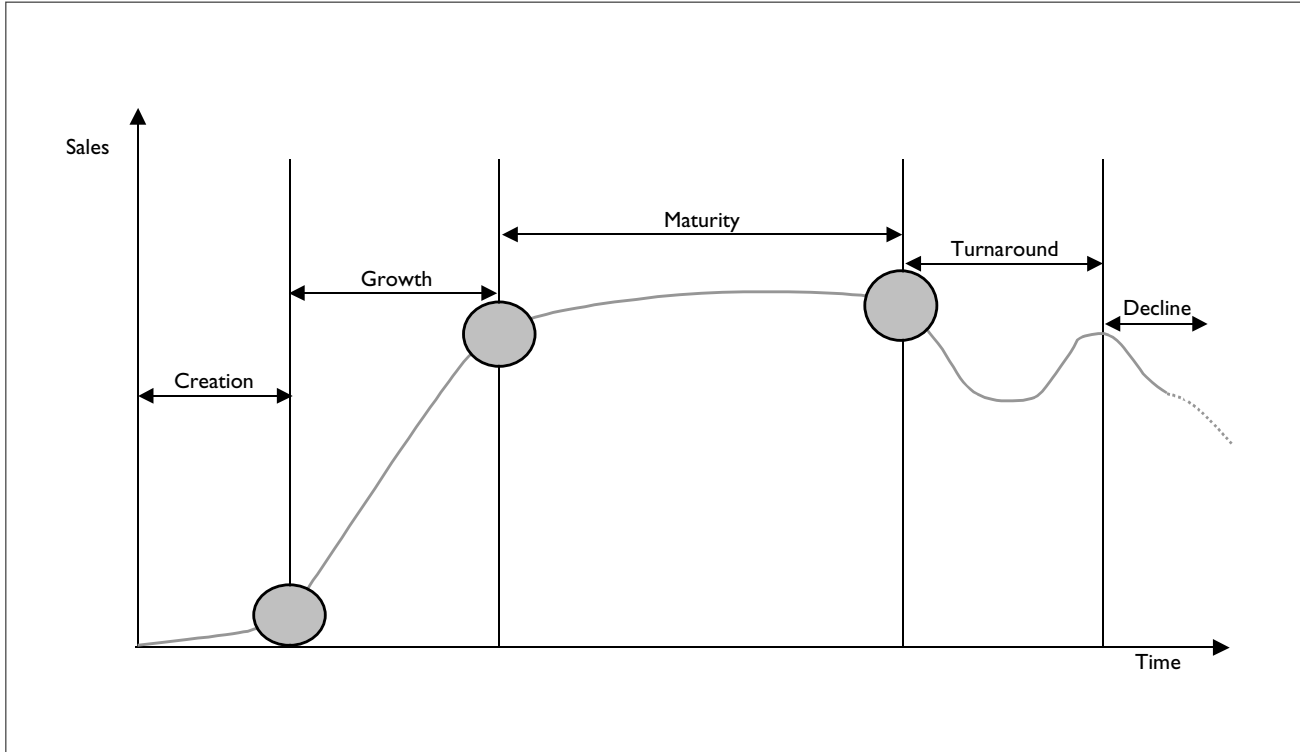 Sales
Maturity
Turnaround
Growth
Decline
Creation
Time